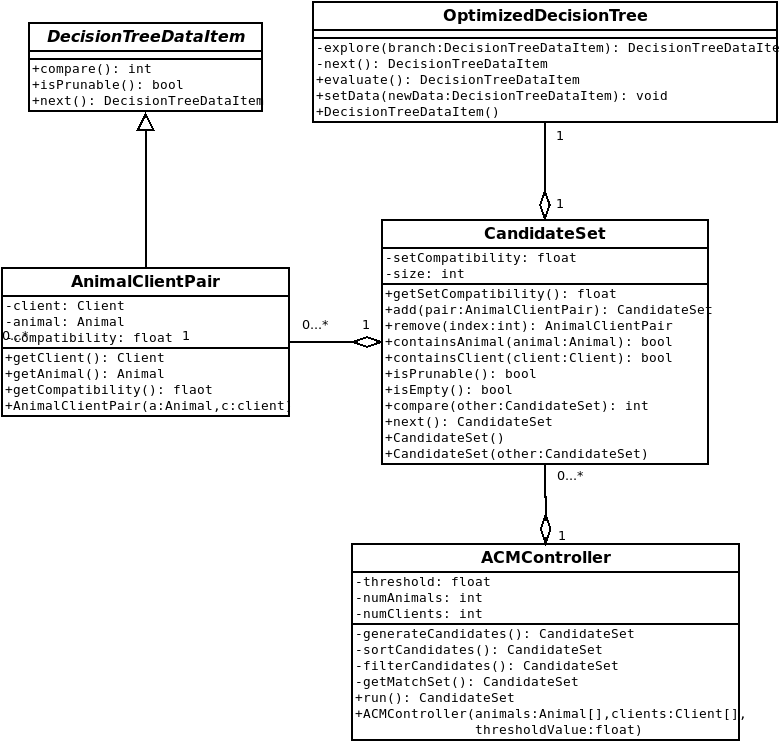 DecisionTreeDataItem
+compare(): int
+isPrunable(): bool
+next(): DecisionTreeDataItem
OptimizedDecisionTree
-explore(branch:DecisionTreeDataItem): DecisionTreeDataIte
-next(): DecisionTreeDataItem
+evaluate(): DecisionTreeDataItem
+setData(newData:DecisionTreeDataItem): void
+DecisionTreeDataItem()
1
1
AnimalClientPair
-client: Client
-animal: Animal
-compatibility: float
0...*
1
+getClient(): Client
+getAnimal(): Animal
+getCompatibility(): flaot
+AnimalClientPair(a:Animal,c:client)
0...*
1
CandidateSet
-setCompatibility: float
-size: int
+getSetCompatibility(): float
+add(pair:AnimalClientPair): CandidateSet
+remove(index:int): AnimalClientPair
+containsAnimal(animal:Animal): bool
+containsClient(client:Client): bool
+isPrunable(): bool
+isEmpty(): bool
+compare(other:CandidateSet): int
+next(): CandidateSet
+CandidateSet()
+CandidateSet(other:CandidateSet)
0...*
1
ACMController
-threshold: float
-numAnimals: int
-numClients: int
-generateCandidates(): CandidateSet
-sortCandidates(): CandidateSet
-filterCandidates(): CandidateSet
-getMatchSet(): CandidateSet
+run(): CandidateSet
+ACMController(animals:Animal[],clients:Client[],
thresholdValue:float)